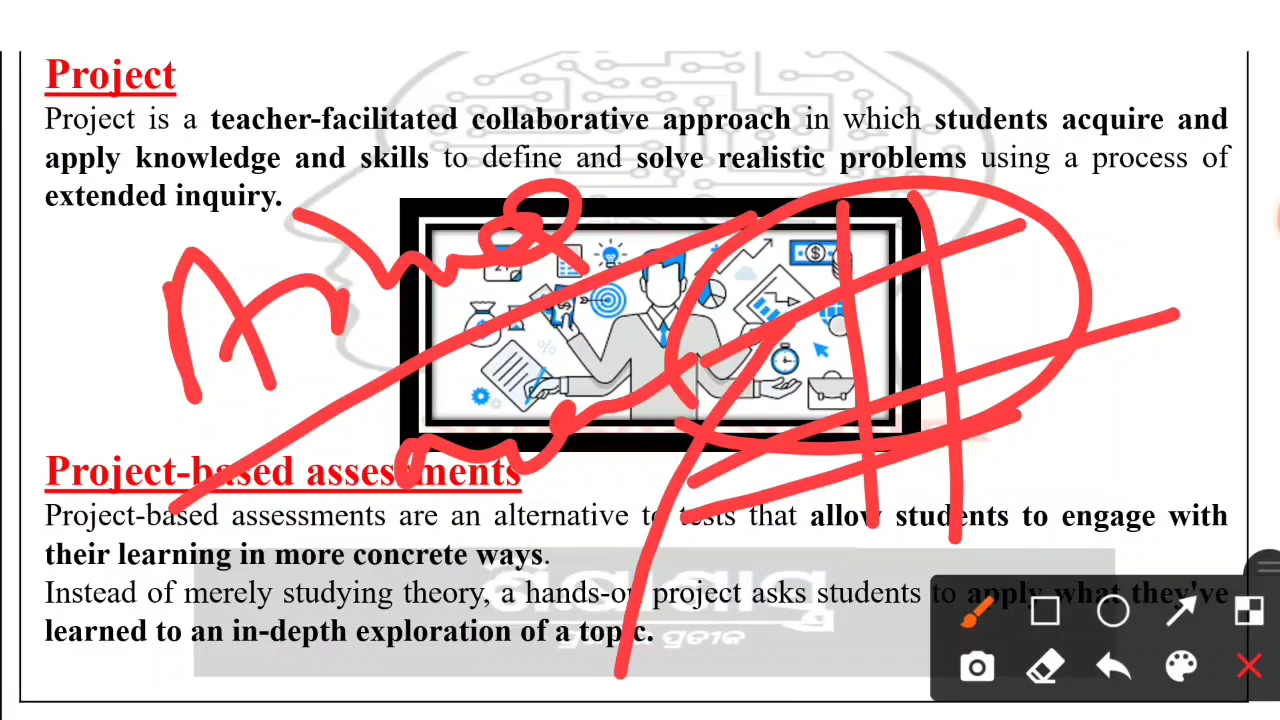 Project
Project is a teacher-facilitated collaborative approach in which students acquire and
apply knowledge and skills to define and solve realistic problems using a process of
extended inquiry.
Project-based assessments
Project-based assessments are an alternative to tests that allow students to engage with
their learning in more concrete ways.
Instead of merely studying theory, a hands-on project asks students to apply what they've
learned to an in-depth exploration of a topic.